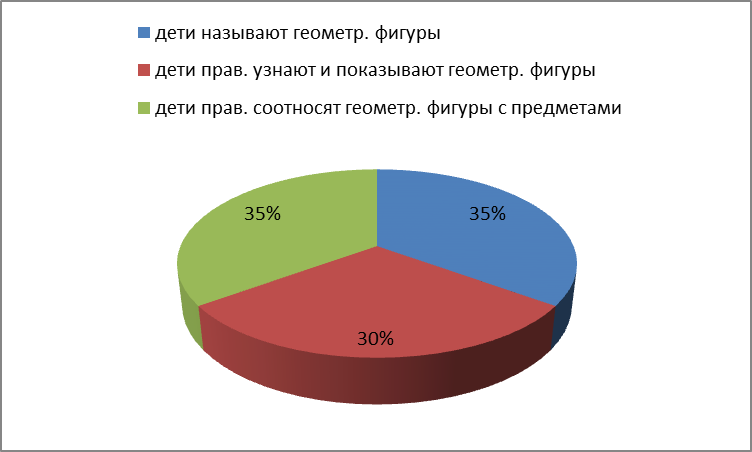 дети называют геометр. фигуры
дети прав. узнают и показывают геометр. фигуры
дети прав. соотносят геометр. фигуры с предметами
35%
35%
30%